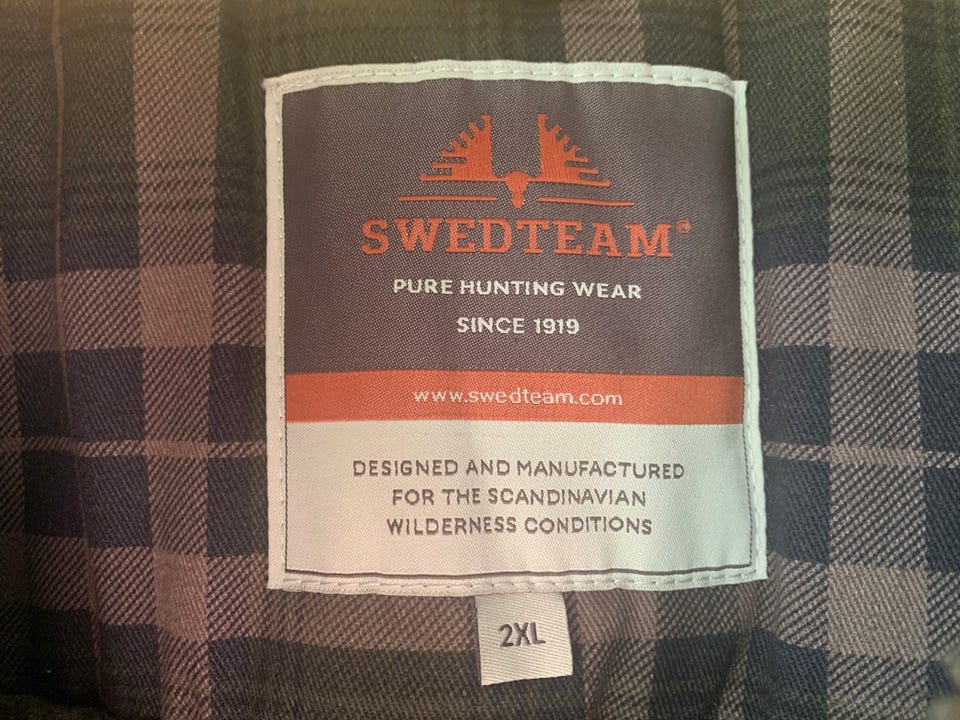 SWEDTEAM®
PURE HUNTING WEAR
SINCE 1919
www.swedteam.com
DESIGNED AND MANUFACTURED
FOR THE SCANDINAVIAN
WILDERNESS CONDITIONS
2XL